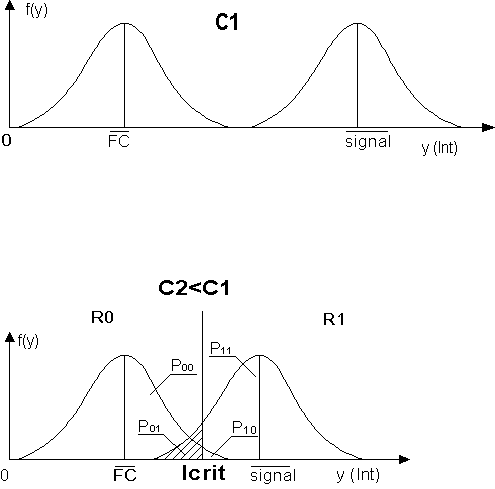 f(y)
C1
0
FC
signal
y (Int)
C2<C1
R0
R1
f(y)
P00
P11
P01
P10
0
FC
Icrit
signal
y (Int)